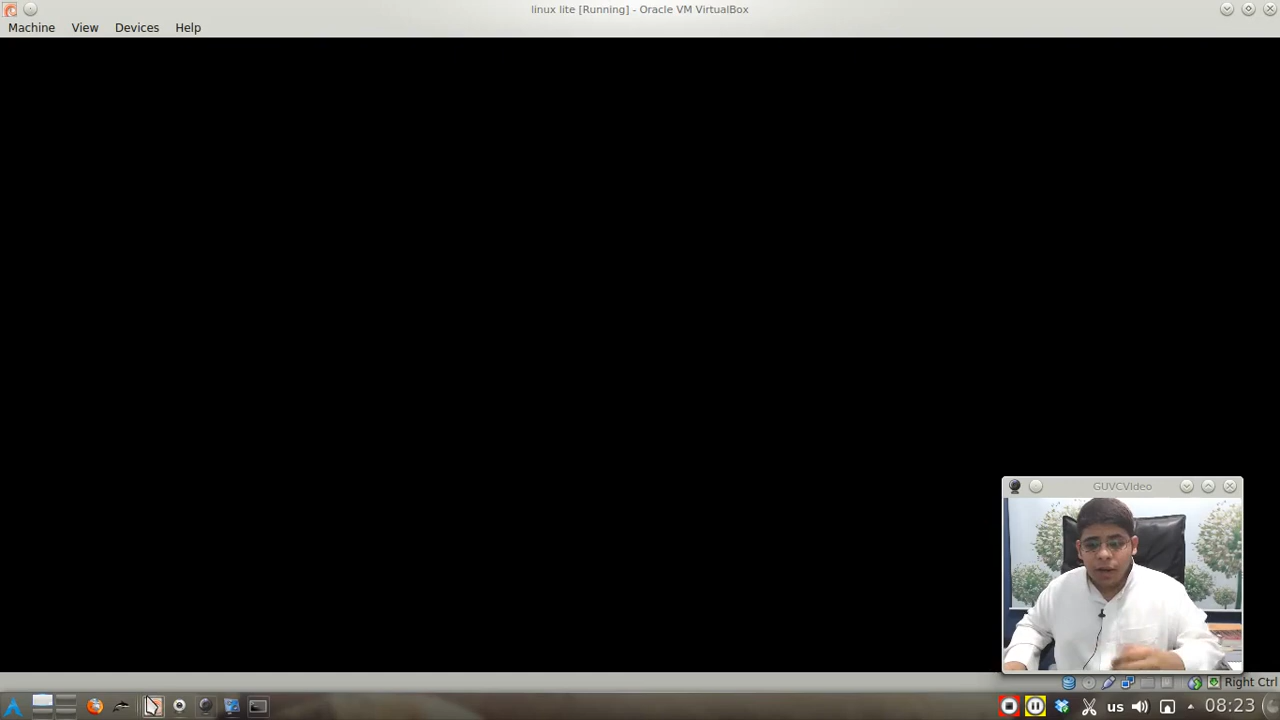 linux lite [Running] - Oracle VM VirtualBox
Machine View Devices Help
GUVCVideo
Right Ctrl
us
08:23